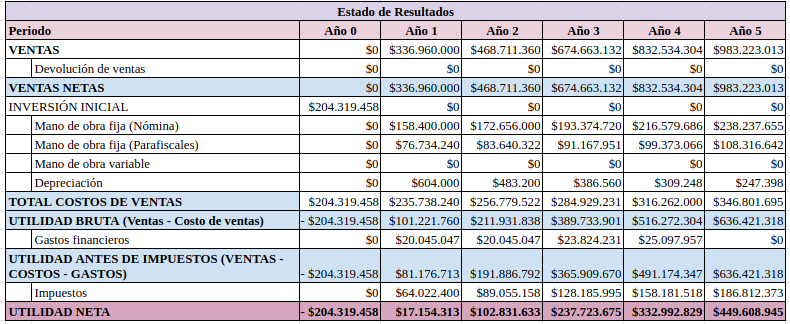 Estado de Resultados
Periodo Año 0 Año 1 Año 2 Año 3 Año 4 Año 5
VENTAS $0 $336.960.000 $468.711.360 $674.663.132 $832.534.304 $983.223.013
Devolución de ventas $0 $0 $0 $0 $0 $0
VENTAS NETAS $0 $336.960.000 $468.711.360 $674.663.132 $832.534.304 $983.223.013
INVERSIÓN INICIAL $204.319.458 $0 $0 $0 $0 $0
Mano de obra fija (Nómina) $0 $158.400.000 $172.656.000 $193.374.720 $216.579.686 $238.237.655
Mano de obra fija (Parafiscales) $0 $76.734.240 $83.640.322 $91.167.951 $99.373.066 $108.316.642
Mano de obra variable $0 $0 $0 $0 $0 $0
Depreciación $0 $604.000 $483.200 $386.560 $309.248 $247.398
TOTAL COSTOS DE VENTAS $204.319.458 $235.738.240 $256.779.522 $284.929.231 $316.262.000 $346.801.695
UTILIDAD BRUTA (Ventas - Costo de ventas) - $204.319.458 $101.221.760 $211.931.838 $389.733.901 $516.272.304 $636.421.318
Gastos financieros $0 $20.045.047 $20.045.047 $23.824.231 $25.097.957 $0
UTILIDAD ANTES DE IMPUESTOS (VENTAS -
COSTOS - GASTOS) - $204.319.458 $81.176.713 $191.886.792 $365.909.670 $491.174.347 $636.421.318
Impuestos $0 $64.022.400 $89.055.158 $128.185.995 $158.181.518 $186.812.373
UTILIDAD NETA - $204.319.458 $17.154.313 $102.831.633 $237.723.675 $332.992.829 $449.608.945